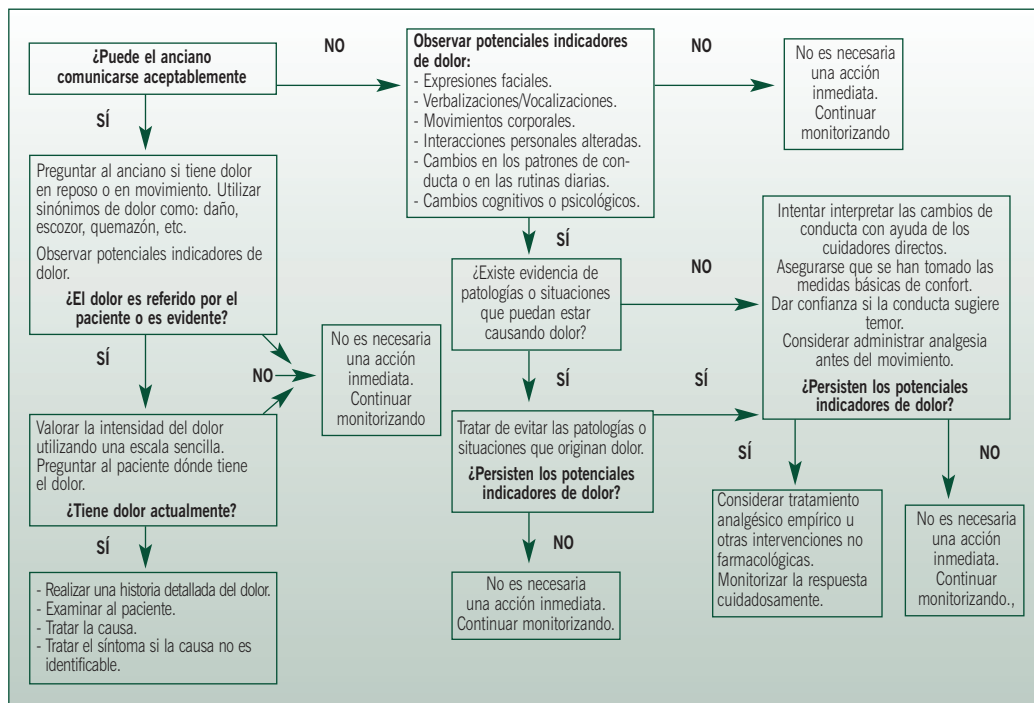 ¿Puede el anciano
comunicarse aceptablemente
NO
Observar potenciales indicadores
de dolor:
- Expresiones faciales.
- Verbalizaciones/Vocalizaciones.
- Movimientos corporales.
- Interacciones personales alteradas.
- Cambios en los patrones de con-
ducta o en las rutinas diarias.
- Cambios cognitivos o psicológicos.
NO
No es necesaria
una acción
inmediata.
Continuar
monitorizando
SÍ
Preguntar al anciano si tiene dolor
en reposo o en movimiento. Utilizar
sinónimos de dolor como: daño,
escozor, quemazón, etc.
Observar potenciales indicadores de
dolor.
¿El dolor es referido por el
paciente o es evidente?
SÍ
NO
No es necesaria
una acción
inmediata.
Continuar
monitorizando
Valorar la intensidad del dolor
utilizando una escala sencilla.
Preguntar al paciente dónde tiene
el dolor.
¿Tiene dolor actualmente?
SÍ
- Realizar una historia detallada del dolor.
- Examinar al paciente.
- Tratar la causa.
- Tratar el síntoma si la causa no es
identificable.
SÍ
¿Existe evidencia de
patologías o situaciones
que puedan estar
causando dolor?
NO
SÍ
SÍ
Tratar de evitar las patologías o
situaciones que originan dolor.
¿Persisten los potenciales
indicadores de dolor?
NO
No es necesaria
una acción inmediata.
Continuar monitorizando.
Intentar interpretar las cambios de
conducta con ayuda de los
cuidadores directos.
Asegurarse que se han tomado las
medidas básicas de confort.
Dar confianza si la conducta sugiere
temor.
Considerar administrar analgesia
antes del movimiento.
¿Persisten los potenciales
indicadores de dolor?
SÍ
NO
Considerar tratamiento
analgésico empírico u
otras intervenciones no
farmacológicas.
Monitorizar la respuesta
cuidadosamente.
No es necesaria
una acción
inmediata.
Continuar
monitorizando.,